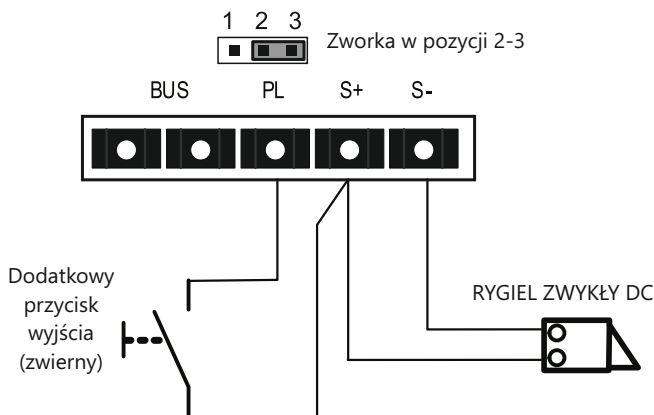 1 2 3
Zworka w pozycji 2-3
BUS PL S+ S-
Dodatkowy
przycisk
wyjścia
(zwierny)
RYGIEL ZWYKŁY DC